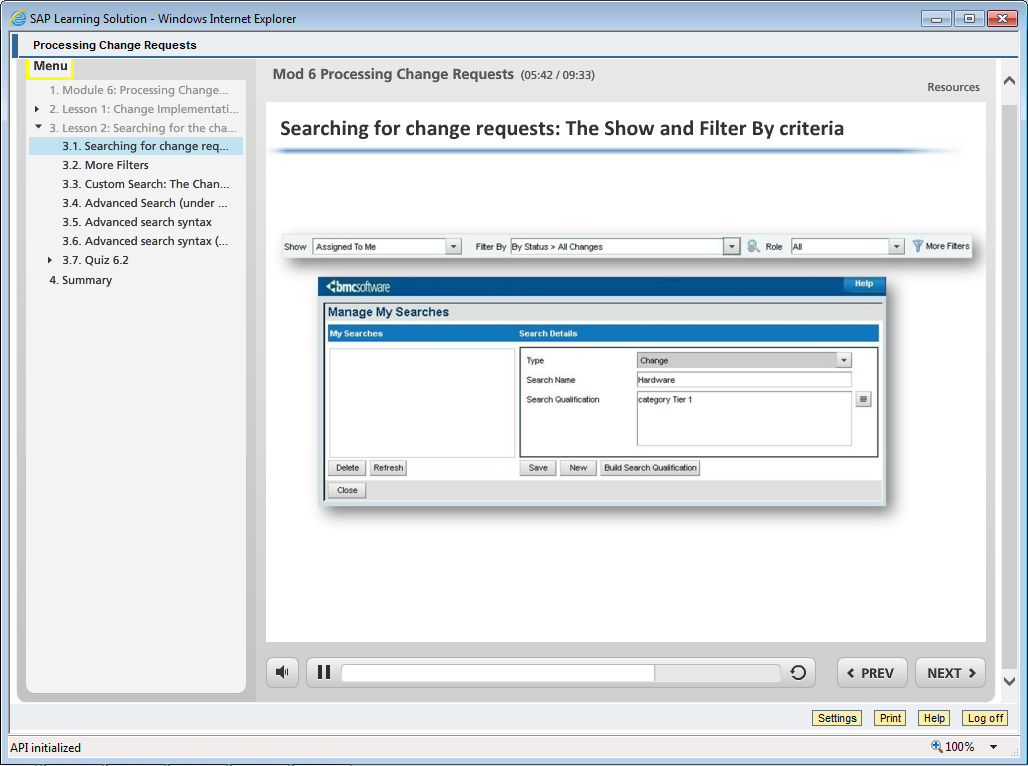 SAP Learning Solution - Windows Internet Explorer
Processing Change Requests
Menu
1. Module 6: Processing Change...
2. Lesson 1: Change Implementati...
3. Lesson 2: Searching for the cha...
3.1. Searching for change req...
3.2. More Filters
3.3. Custom Search: The Chan...
3.4. Advanced Search (under ...
3.5. Advanced search syntax
3.6. Advanced search syntax (...
3.7. Quiz 6.2
4. Summary
Mod 6 Processing Change Requests (05:42 / 09:33)
Resources
Searching for change requests: The Show and Filter By criteria
Show Assigned To Me Filter By By Status > All Changes Role All More Filters
bmcsoftware Help
Manage My Searches
My Searches Search Details
Type Change
Search Name Hardware
Search Qualification category Tier 1
Delete Refresh Save New Build Search Qualification
Close
PREV NEXT
Settings Print Help Log off
API initialized 100%